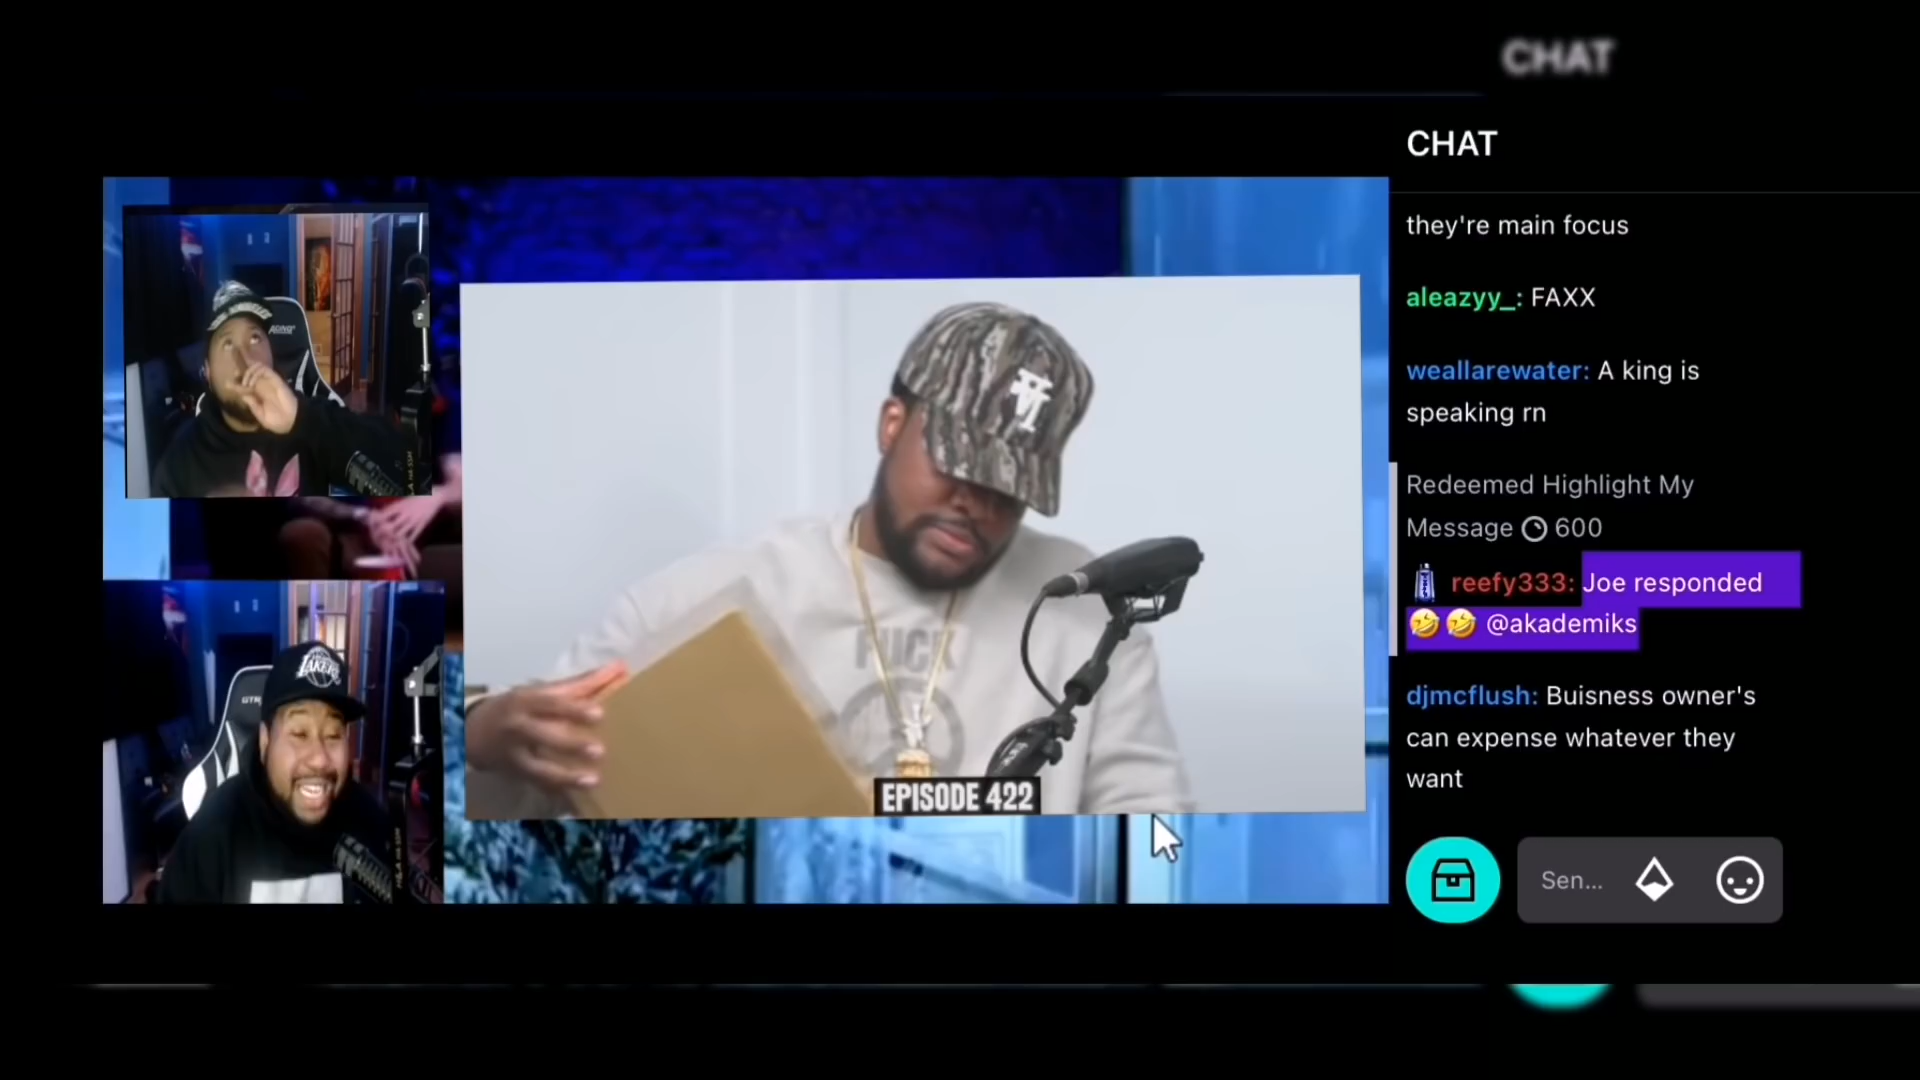 CHAT
CHAT
they're main focus
aleazyy_: FAXX
weallarewater: A king is
speaking rn
Redeemed Highlight My
Message 600
reefy333: Joe responded
🤣 🤣 @akademiks
djmcflush: Buisness owner's
can expense whatever they
want
Sen...
LAKERS
FUCK
EPISODE 422